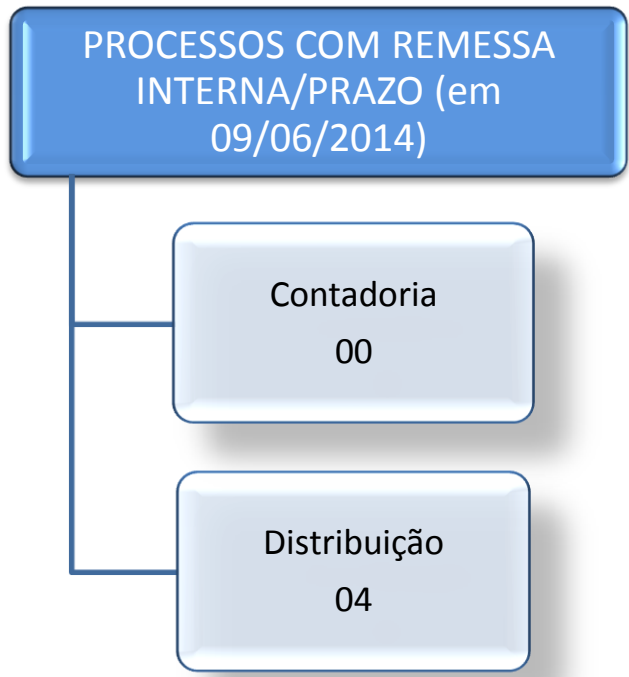 PROCESSOS COM REMESSA
INTERNA/PRAZO (em
09/06/2014)
Contadoria
00
Distribuição
04